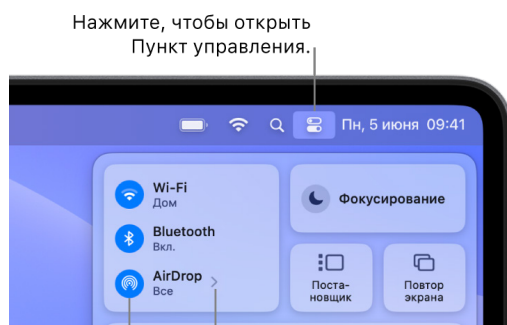 Нажмите, чтобы открыть
Пункт управления.
Пн, 5 июня 09:41
Wi-Fi
Дом
Bluetooth
Вкл.
AirDrop
Все
Фокусирование
Поста-
новщик
Повтор
экрана